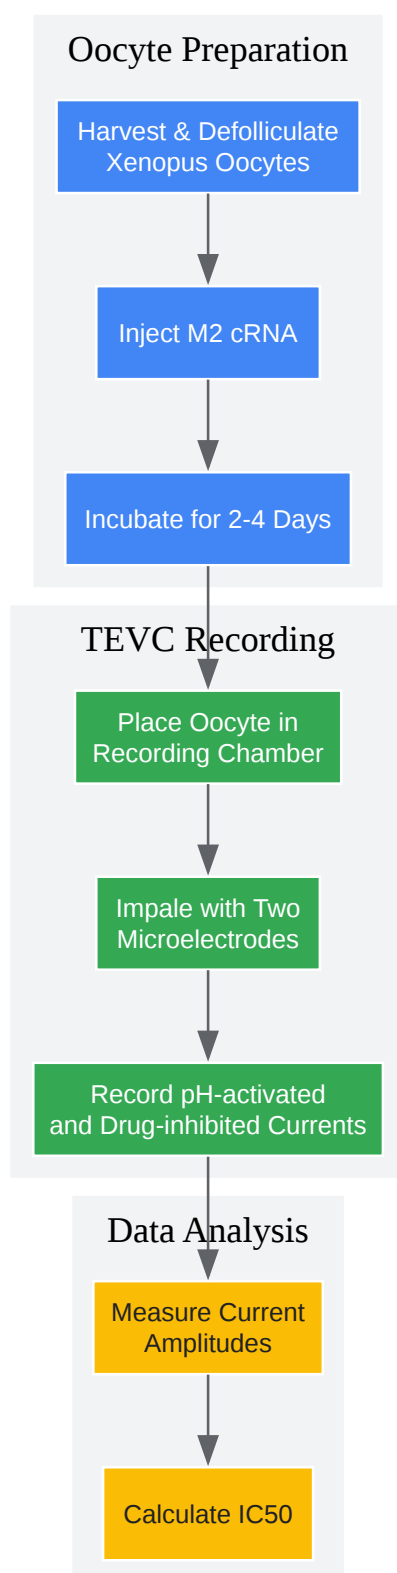 Oocyte Preparation
Harvest & Defolliculate
Xenopus Oocytes
Inject M2 cRNA
Incubate for 2-4 Days
TEVC Recording
Place Oocyte in
Recording Chamber
Impale with Two
Microelectrodes
Record pH-activated
and Drug-inhibited Currents
Data Analysis
Measure Current
Amplitudes
Calculate IC50